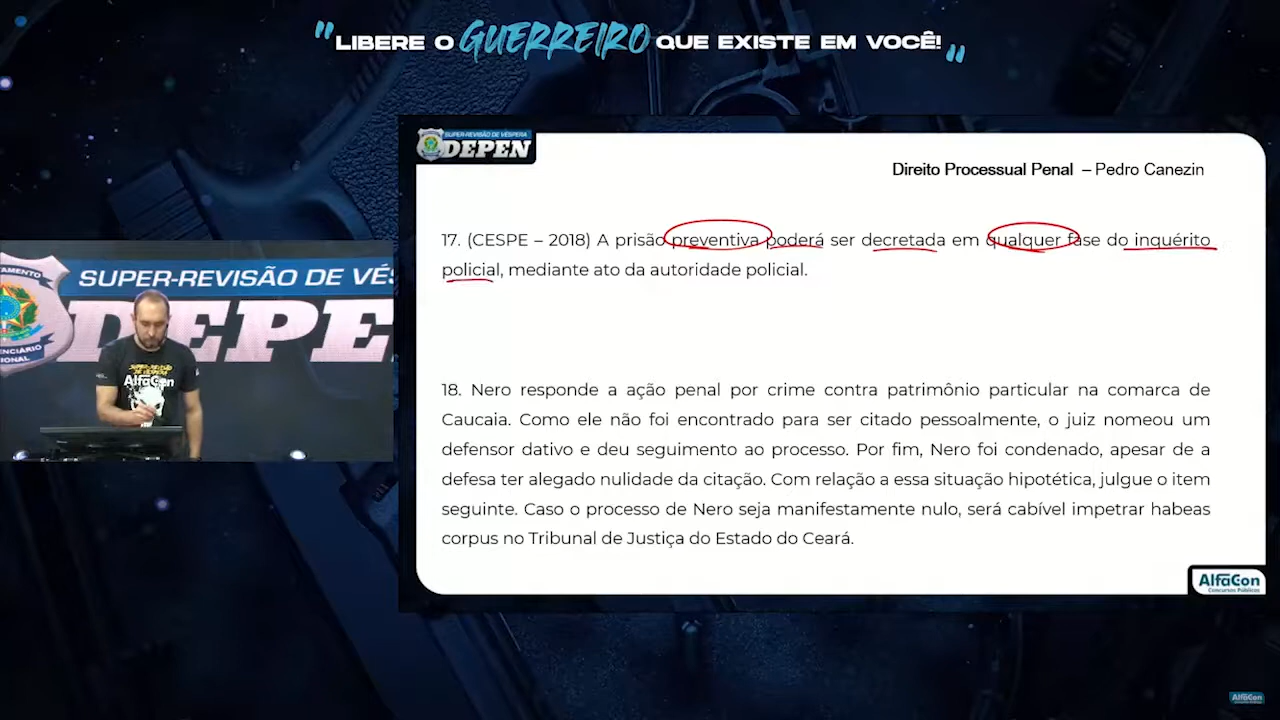 "LIBERE O GUERREIRO QUE EXISTE EM VOCÊ!"
SUPER-REVISÃO DE VÉSPERA
DEPEN
Direito Processual Penal – Pedro Canezin
17. (CESPE – 2018) A prisão preventiva poderá ser decretada em qualquer fase do inquérito
policial, mediante ato da autoridade policial.
18. Nero responde a ação penal por crime contra patrimônio particular na comarca de
Caucaia. Como ele não foi encontrado para ser citado pessoalmente, o juiz nomeou um
defensor dativo e deu seguimento ao processo. Por fim, Nero foi condenado, apesar de a
defesa ter alegado nulidade da citação. Com relação a essa situação hipotética, julgue o item
seguinte. Caso o processo de Nero seja manifestamente nulo, será cabível impetrar habeas
corpus no Tribunal de Justiça do Estado do Ceará.
AlfaCon
Concursos Públicos
TAMENTO
ENCIÁRIO
IONAL
SUPER-REVISÃO DE VÉS
DEPE
AlfaCon
AlfaCon